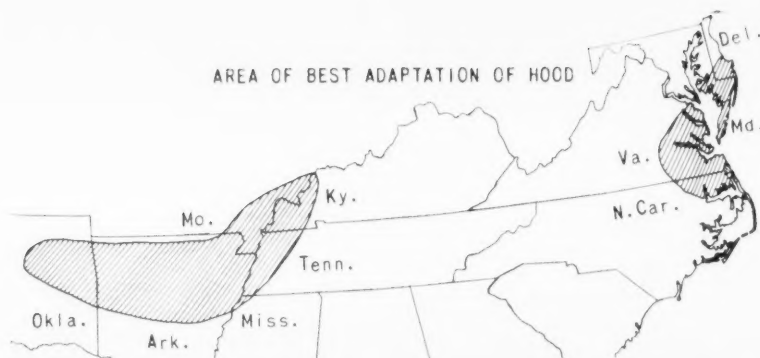 AREA OF BEST ADAPTATION OF HOOD
Del.
Md.
Va.
Ky.
Mo.
N.Car.
Tenn.
Okla.
Miss.
Ark.